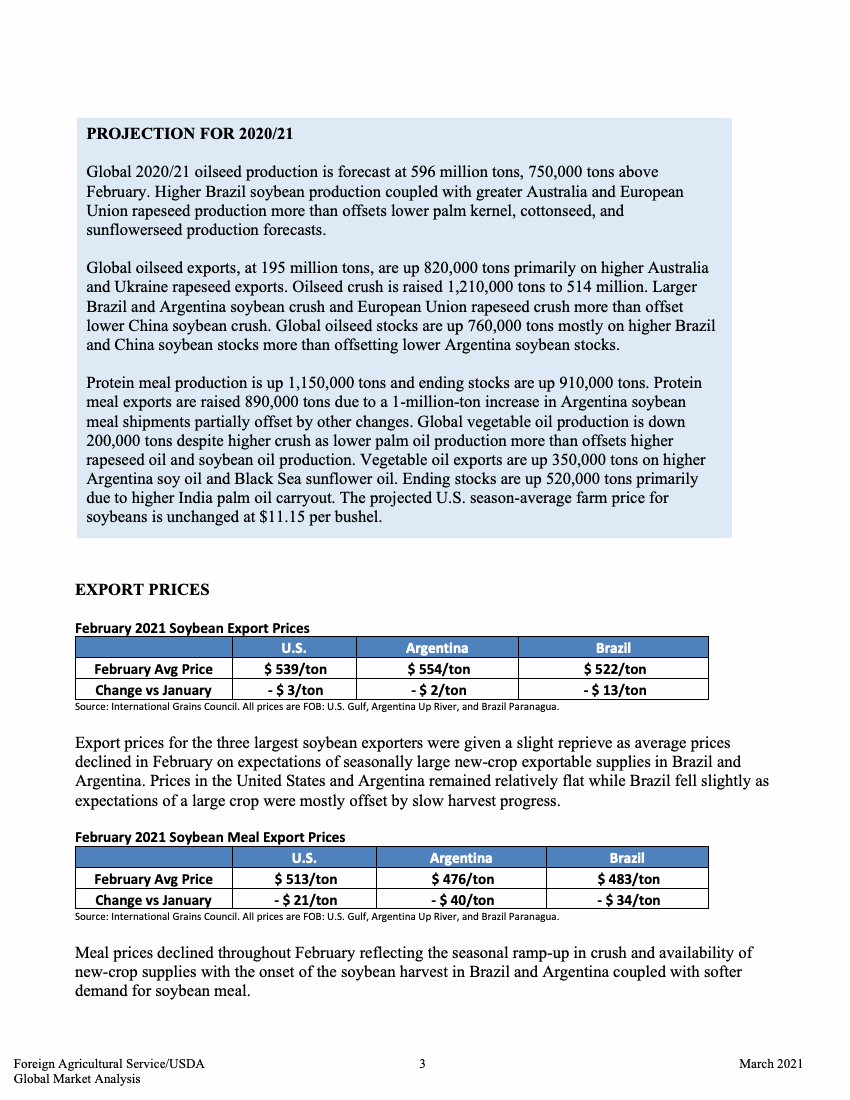 PROJECTION FOR 2020/21
Global 2020/21 oilseed production is forecast at 596 million tons, 750,000 tons above
February. Higher Brazil soybean production coupled with greater Australia and European
Union rapeseed production more than offsets lower palm kernel, cottonseed, and
sunflowerseed production forecasts.
Global oilseed exports, at 195 million tons, are up 820,000 tons primarily on higher Australia
and Ukraine rapeseed exports. Oilseed crush is raised 1,210,000 tons to 514 million. Larger
Brazil and Argentina soybean crush and European Union rapeseed crush more than offset
lower China soybean crush. Global oilseed stocks are up 760,000 tons mostly on higher Brazil
and China soybean stocks more than offsetting lower Argentina soybean stocks.
Protein meal production is up 1,150,000 tons and ending stocks are up 910,000 tons. Protein
meal exports are raised 890,000 tons due to a 1-million-ton increase in Argentina soybean
meal shipments partially offset by other changes. Global vegetable oil production is down
200,000 tons despite higher crush as lower palm oil production more than offsets higher
rapeseed oil and soybean oil production. Vegetable oil exports are up 350,000 tons on higher
Argentina soy oil and Black Sea sunflower oil. Ending stocks are up 520,000 tons primarily
due to higher India palm oil carryout. The projected U.S. season-average farm price for
soybeans is unchanged at $11.15 per bushel.
EXPORT PRICES
February 2021 Soybean Export Prices
U.S. Argentina Brazil
February Avg Price $ 539/ton $ 554/ton $ 522/ton
Change vs January - $ 3/ton - $ 2/ton - $ 13/ton
Source: International Grains Council. All prices are FOB: U.S. Gulf, Argentina Up River, and Brazil Paranagua.
Export prices for the three largest soybean exporters were given a slight reprieve as average prices
declined in February on expectations of seasonally large new-crop exportable supplies in Brazil and
Argentina. Prices in the United States and Argentina remained relatively flat while Brazil fell slightly as
expectations of a large crop were mostly offset by slow harvest progress.
February 2021 Soybean Meal Export Prices
U.S. Argentina Brazil
February Avg Price $ 513/ton $ 476/ton $ 483/ton
Change vs January - $ 21/ton - $ 40/ton - $ 34/ton
Source: International Grains Council. All prices are FOB: U.S. Gulf, Argentina Up River, and Brazil Paranagua.
Meal prices declined throughout February reflecting the seasonal ramp-up in crush and availability of
new-crop supplies with the onset of the soybean harvest in Brazil and Argentina coupled with softer
demand for soybean meal.
Foreign Agricultural Service/USDA 3 March 2021
Global Market Analysis